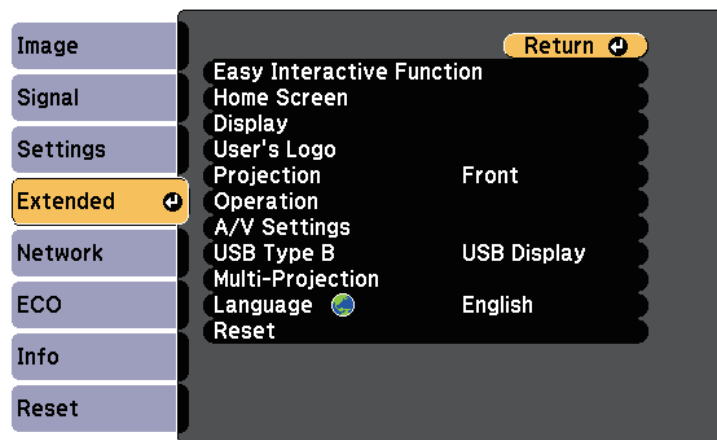 Image
Signal
Settings
Extended
Network
ECO
Info
Reset
Return
Easy Interactive Function
Home Screen
Display
User's Logo
Projection Front
Operation
A/V Settings
USB Type B USB Display
Multi-Projection
Language English
Reset